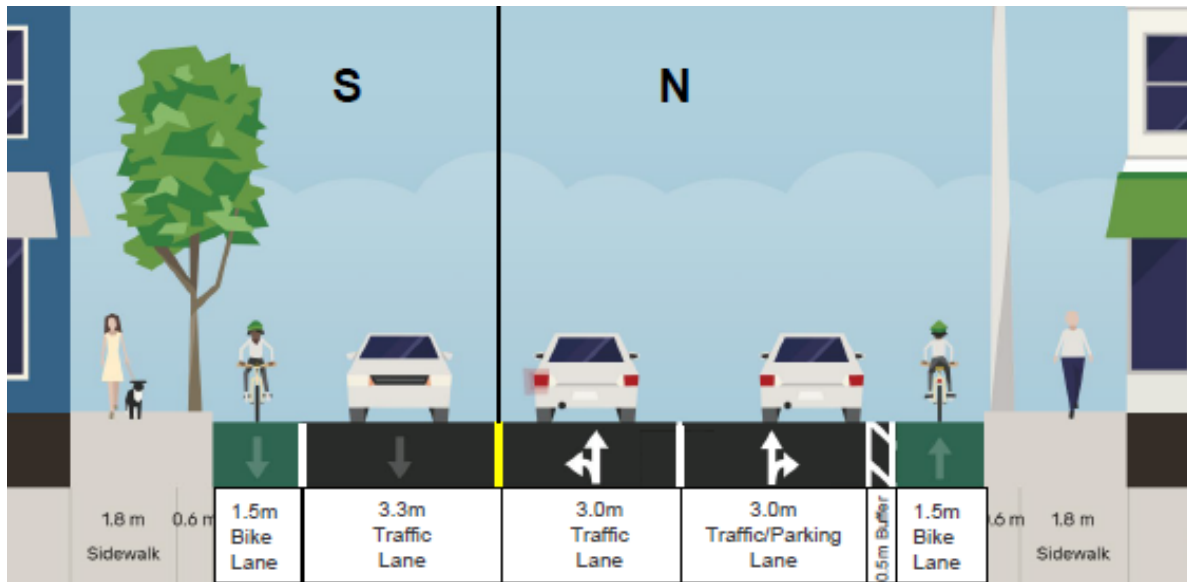 S
N
1.8 m
Sidewalk
0.6 m
1.5m
Bike
Lane
3.3m
Traffic
Lane
3.0m
Traffic
Lane
3.0m
Traffic/Parking
Lane
0.5m Buffer
1.5m
Bike
Lane
.6 m
1.8 m
Sidewalk